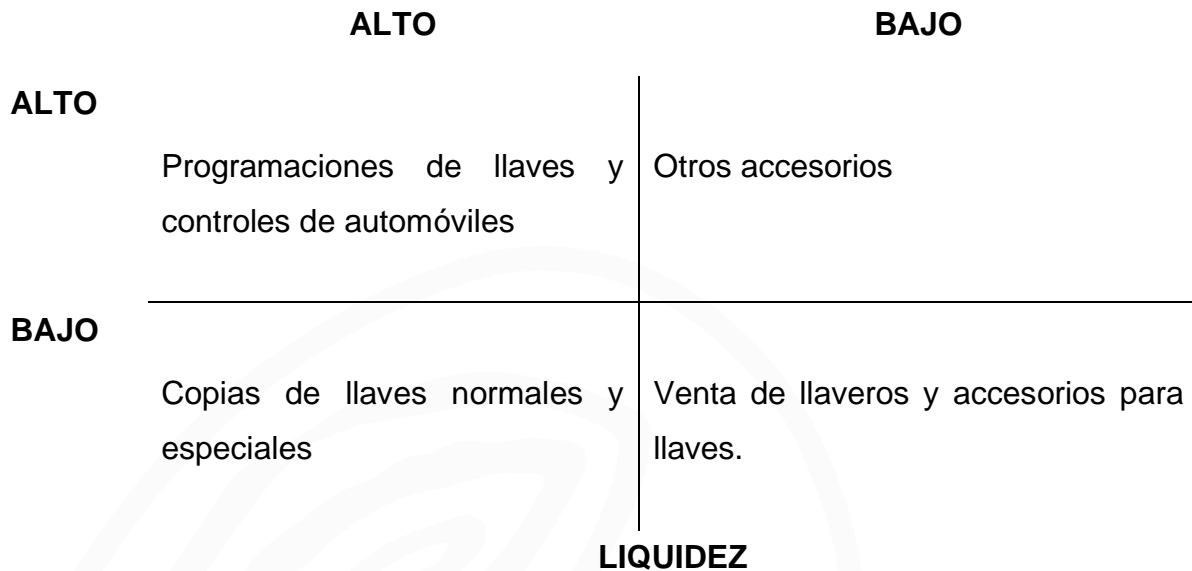 ALTO BAJO
ALTO
Programaciones de llaves y Otros accesorios
controles de automóviles
BAJO
Copias de llaves normales y Venta de llaveros y accesorios para
especiales llaves.
LIQUIDEZ